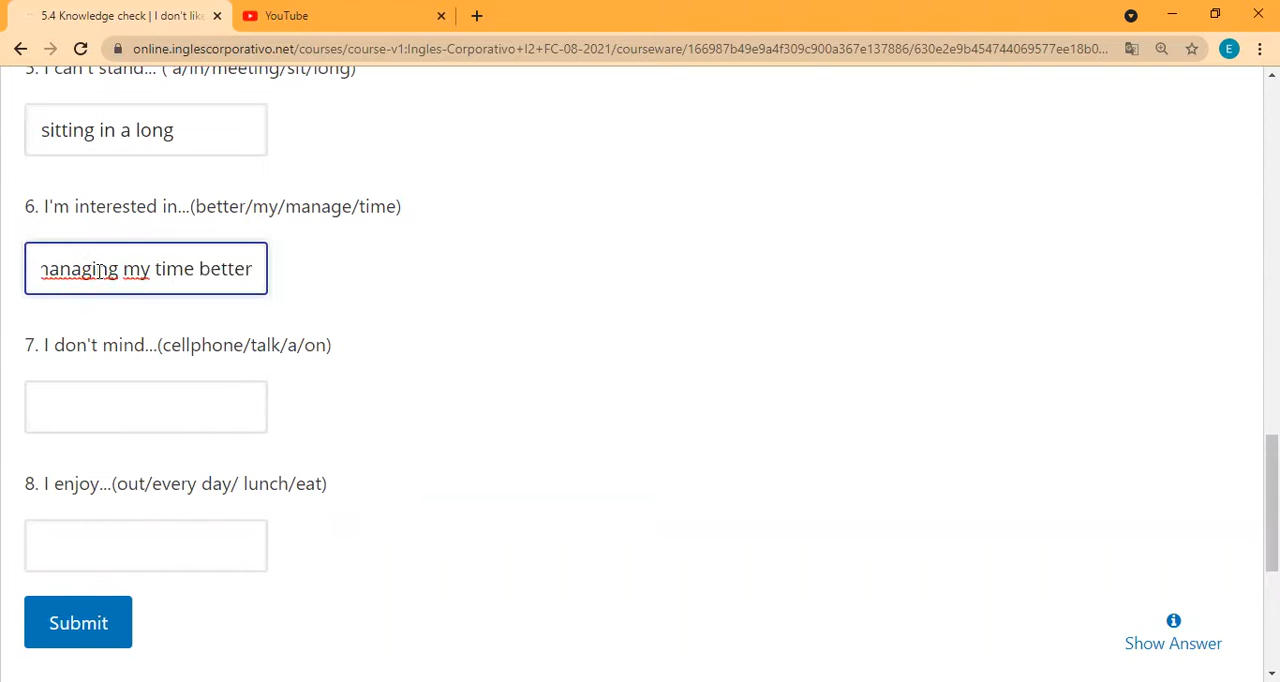 5.4 Knowledge check | I don't like
YouTube
online.inglescorporativo.net/courses/course-v1:Ingles-Corporativo+I2+FC-08-2021/courseware/166987b49e9a4f309c900a367e137886/630e2e9b454744069577ee18b0...
E
5. I can't stand... ( a/in/meeting/sit/long)
sitting in a long
6. I'm interested in...(better/my/manage/time)
managing my time better
7. I don't mind...(cellphone/talk/a/on)
8. I enjoy...(out/every day/ lunch/eat)
Submit
Show Answer